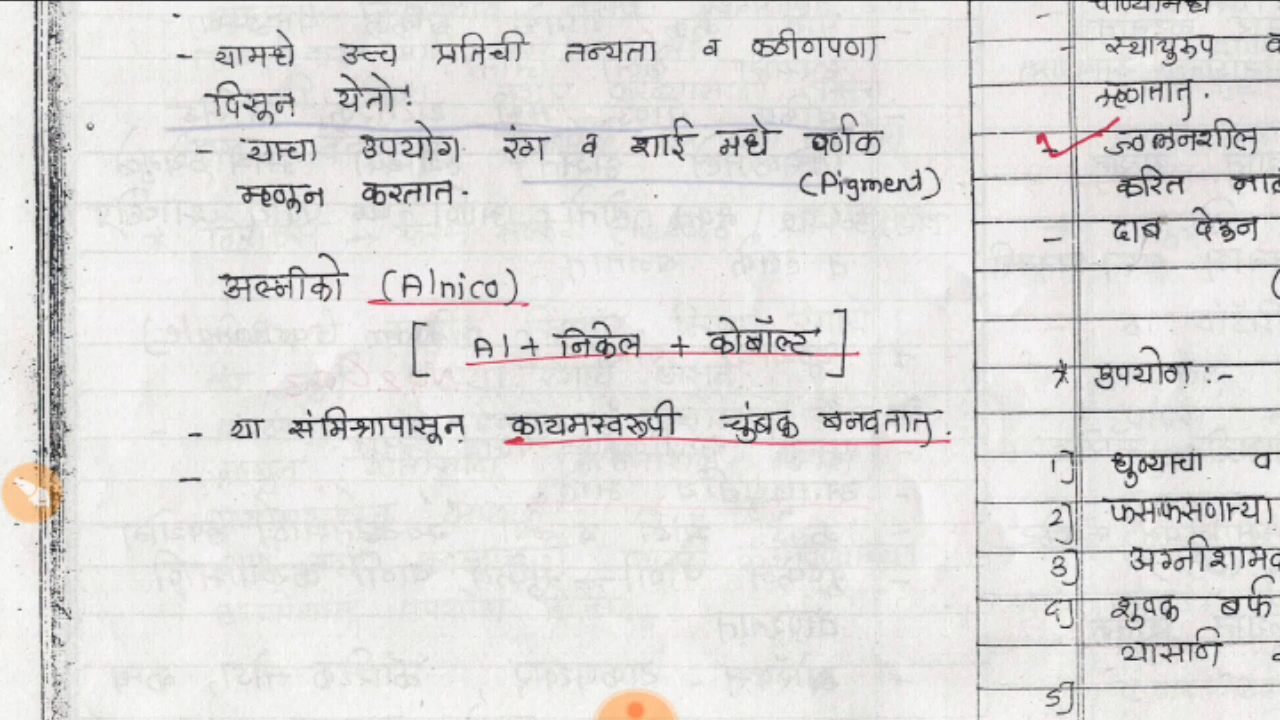 - यामधे उच्च प्रतिची तन्यता व कठीणपणा
दिसून येतो.
- याचा उपयोग रंग व शाई मधे वर्णक
(Pigment)
म्हणून करतात.
अल्नीको (Alnico)
[ Al + निकेल + कोबॉल्ट ]
- या संमिश्रापासून कायमस्वरूपी चुंबक बनवतात.
-
- स्थायुरुप
म्हणतात.
- ज्वलनशील
करित नाह
- दाब देऊन
(
* उपयोग :-
1) धुण्याचा व
2) फसफसणाऱ्या
3) अग्नीशामक
4) शुष्क बर्फ
यासाठी
5)